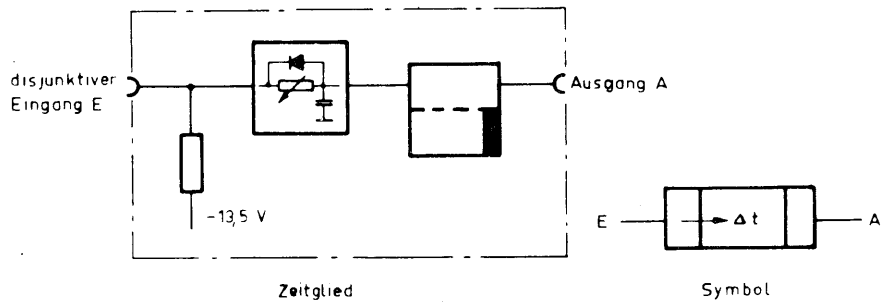 disjunktiver
Eingang E
Ausgang A
-13,5 V
E
Δt
A
Zeitglied
Symbol